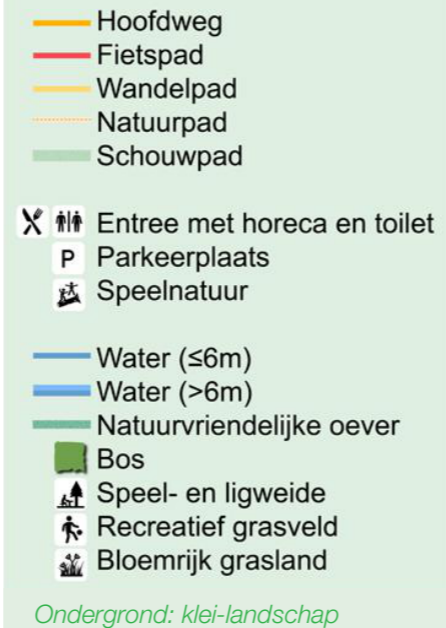 Hoofdweg
Fietspad
Wandelpad
Natuurpad
Schouwpad
Entree met horeca en toilet
P Parkeerplaats
Speelnatuur
Water (≤6m)
Water (>6m)
Natuurvriendelijke oever
Bos
Speel- en ligweide
Recreatief grasveld
Bloemrijk grasland
Ondergrond: klei-landschap